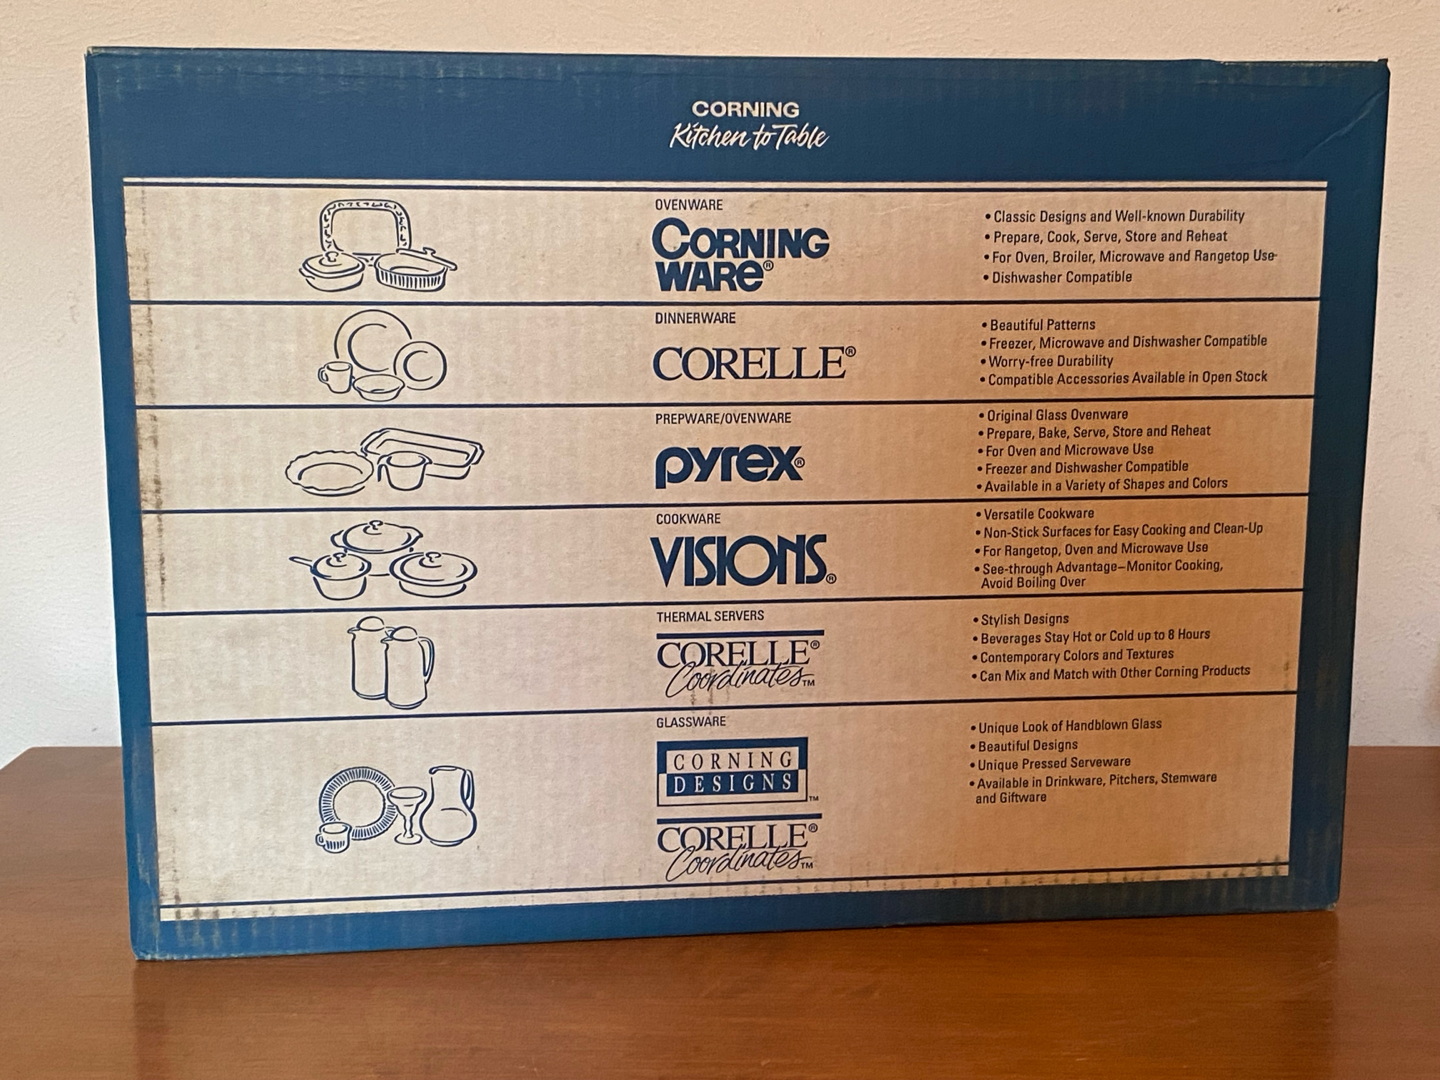 CORNING
Kitchen to Table
OVENWARE
CORNING
WARE®
• Classic Designs and Well-known Durability
• Prepare, Cook, Serve, Store and Reheat
• For Oven, Broiler, Microwave and Rangetop Use
• Dishwasher Compatible
DINNERWARE
CORELLE®
• Beautiful Patterns
• Freezer, Microwave and Dishwasher Compatible
• Worry-free Durability
• Compatible Accessories Available in Open Stock
PREPWARE/OVENWARE
pyrex®
• Original Glass Ovenware
• Prepare, Bake, Serve, Store and Reheat
• For Oven and Microwave Use
• Freezer and Dishwasher Compatible
• Available in a Variety of Shapes and Colors
COOKWARE
VISIONS®
• Versatile Cookware
• Non-Stick Surfaces for Easy Cooking and Clean-Up
• For Rangetop, Oven and Microwave Use
• See-through Advantage—Monitor Cooking,
Avoid Boiling Over
THERMAL SERVERS
CORELLE®
Coordinates™
• Stylish Designs
• Beverages Stay Hot or Cold up to 8 Hours
• Contemporary Colors and Textures
• Can Mix and Match with Other Corning Products
GLASSWARE
CORNING
DESIGNS™
CORELLE®
Coordinates™
• Unique Look of Handblown Glass
• Beautiful Designs
• Unique Pressed Serveware
• Available in Drinkware, Pitchers, Stemware
and Giftware